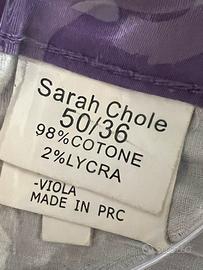 Sarah Chole
50/36
98%COTONE
2%LYCRA
-VIOLA
MADE IN PRC